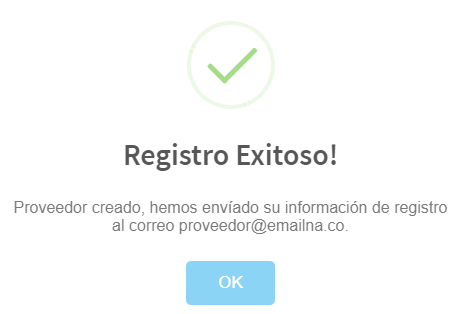 Registro Exitoso!
Proveedor creado, hemos envíado su información de registro
al correo proveedor@emailna.co.
OK